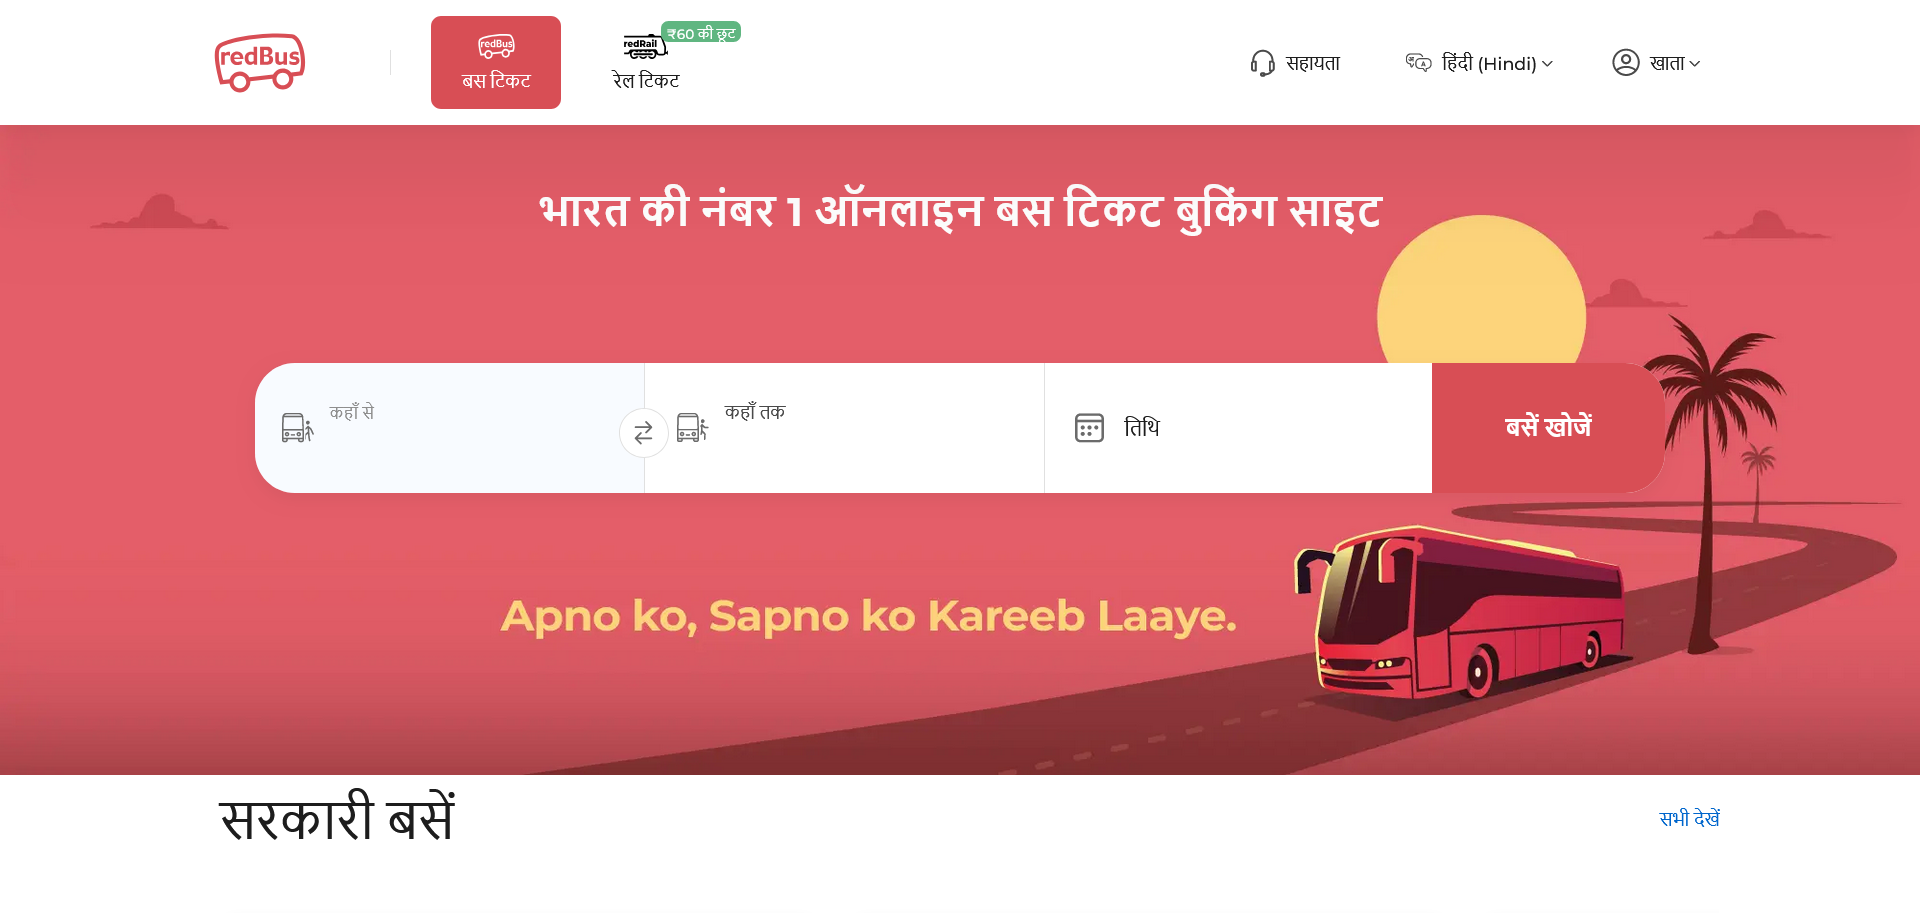 redBus
redBus
बस टिकट
redRail
₹60 की छूट
रेल टिकट
सहायता
हिंदी (Hindi)
खाता
भारत की नंबर 1 ऑनलाइन बस टिकट बुकिंग साइट
कहाँ से
कहाँ तक
तिथि
बसें खोजें
Apno ko, Sapno ko Kareeb Laaye.
सरकारी बसें
सभी देखें